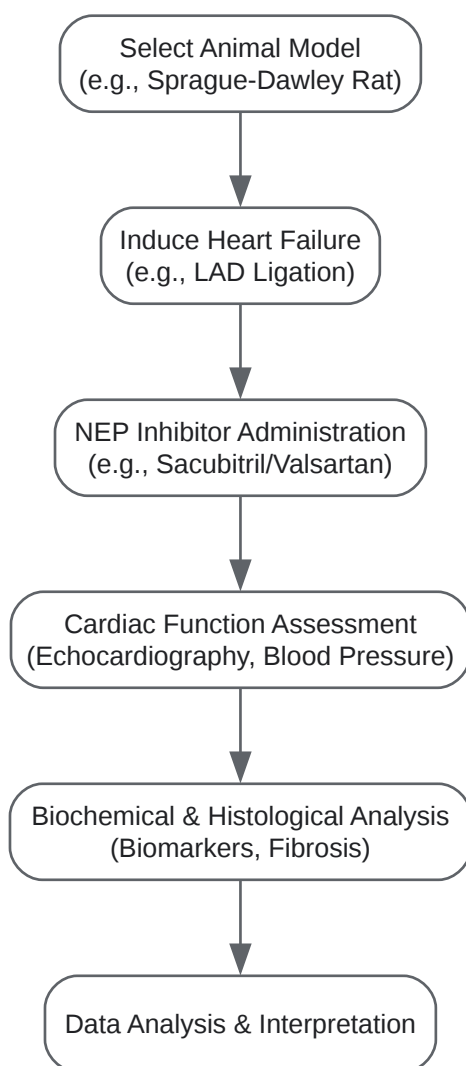 Select Animal Model
(e.g., Sprague-Dawley Rat)
Induce Heart Failure
(e.g., LAD Ligation)
NEP Inhibitor Administration
(e.g., Sacubitril/Valsartan)
Cardiac Function Assessment
(Echocardiography, Blood Pressure)
Biochemical & Histological Analysis
(Biomarkers, Fibrosis)
Data Analysis & Interpretation